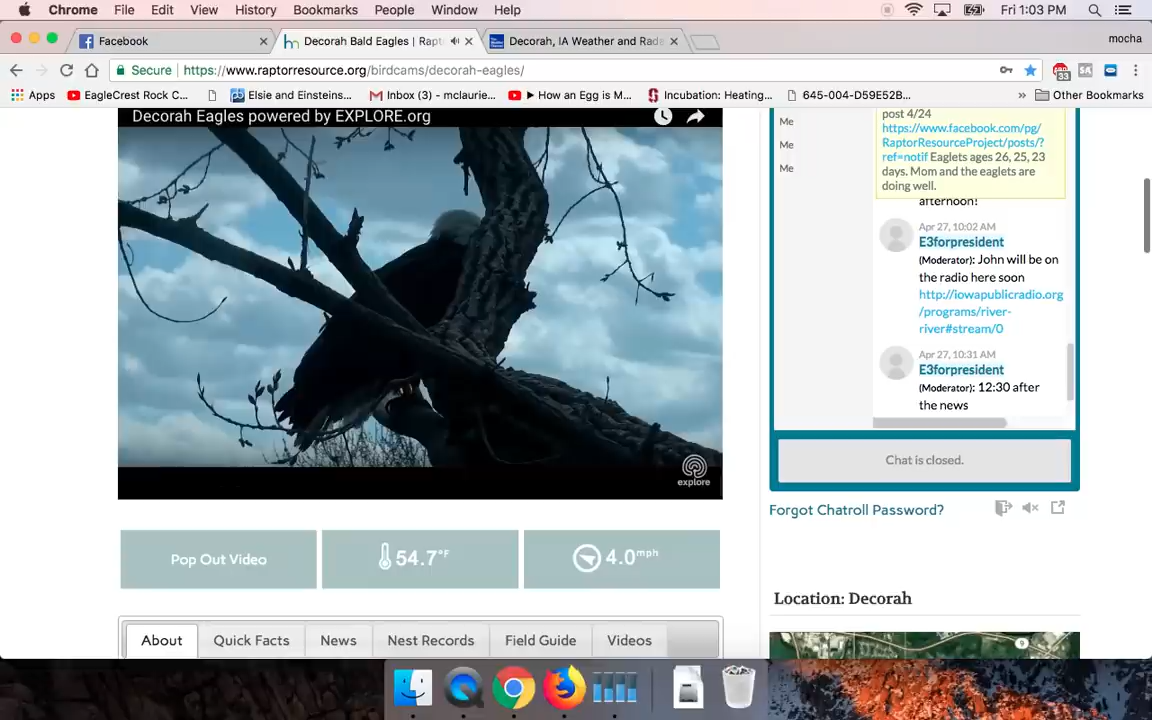 Chrome File Edit View History Bookmarks People Window Help Fri 1:03 PM
Facebook Decorah Bald Eagles | Rapt Decorah, IA Weather and Rada mocha
Secure https://www.raptorresource.org/birdcams/decorah-eagles/ 33
Apps EagleCrest Rock C... Elsie and Einsteins... Inbox (3) - mclaurie... How an Egg is M... Incubation: Heating... 645-004-D59E52B... » Other Bookmarks
Decorah Eagles powered by EXPLORE.org
explore
Me
Me
Me
post 4/24
https://www.facebook.com/pg/
RaptorResourceProject/posts/?
ref=notif Eaglets ages 26, 25, 23
days. Mom and the eaglets are
doing well.
afternoon!
Apr 27, 10:02 AM
E3forpresident
(Moderator): John will be on
the radio here soon
http://iowapublicradio.org
/programs/river-
river#stream/0
Apr 27, 10:31 AM
E3forpresident
(Moderator): 12:30 after
the news
Chat is closed.
Forgot Chatroll Password?
Pop Out Video 54.7°F 4.0mph
Location: Decorah
About Quick Facts News Nest Records Field Guide Videos